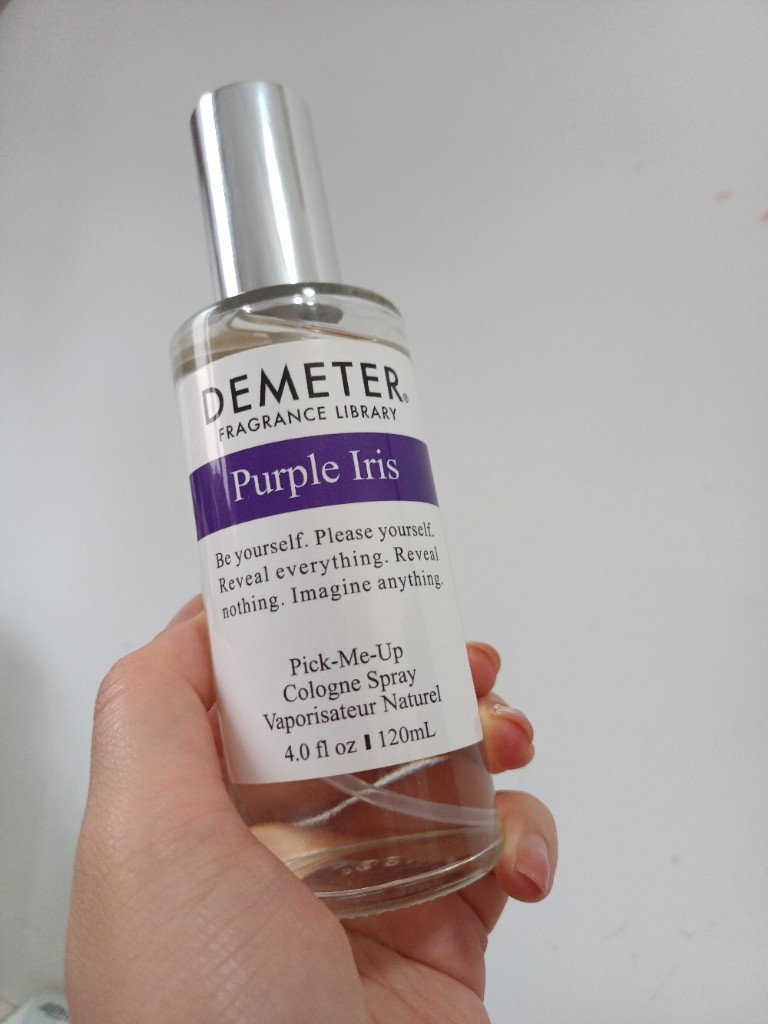 DEMETER®
FRAGRANCE LIBRARY
Purple Iris
Be yourself. Please yourself.
Reveal everything. Reveal
nothing. Imagine anything.
Pick-Me-Up
Cologne Spray
Vaporisateur Naturel
4.0 fl oz I 120mL